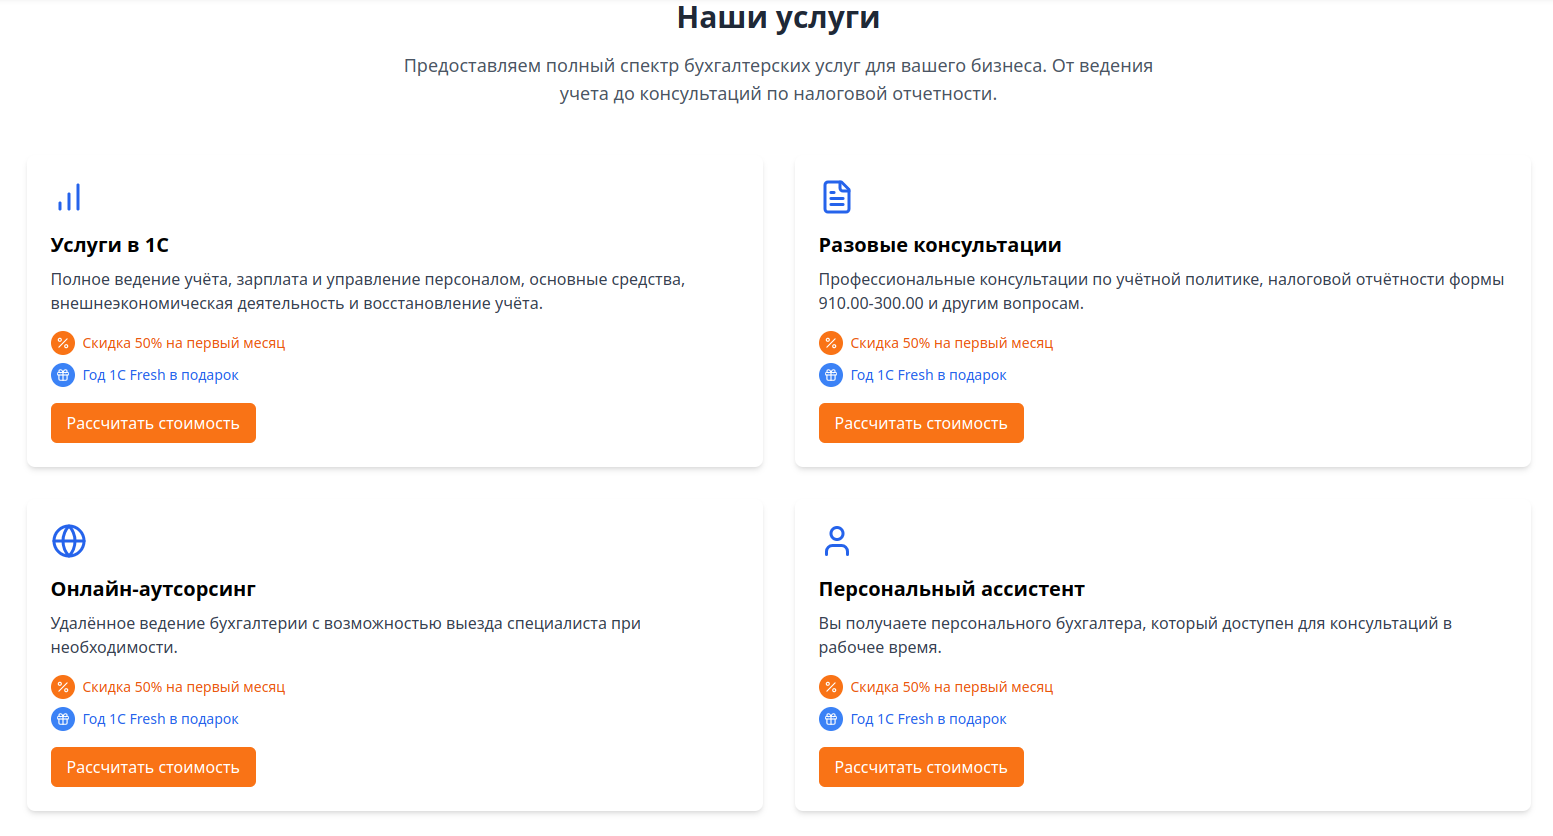 Наши услуги
Предоставляем полный спектр бухгалтерских услуг для вашего бизнеса. От ведения
учета до консультаций по налоговой отчетности.
Услуги в 1С
Полное ведение учёта, зарплата и управление персоналом, основные средства,
внешнеэкономическая деятельность и восстановление учёта.
Скидка 50% на первый месяц
Год 1С Fresh в подарок
Рассчитать стоимость
Разовые консультации
Профессиональные консультации по учётной политике, налоговой отчётности формы
910.00-300.00 и другим вопросам.
Скидка 50% на первый месяц
Год 1С Fresh в подарок
Рассчитать стоимость
Онлайн-аутсорсинг
Удалённое ведение бухгалтерии с возможностью выезда специалиста при
необходимости.
Скидка 50% на первый месяц
Год 1С Fresh в подарок
Рассчитать стоимость
Персональный ассистент
Вы получаете персонального бухгалтера, который доступен для консультаций в
рабочее время.
Скидка 50% на первый месяц
Год 1С Fresh в подарок
Рассчитать стоимость